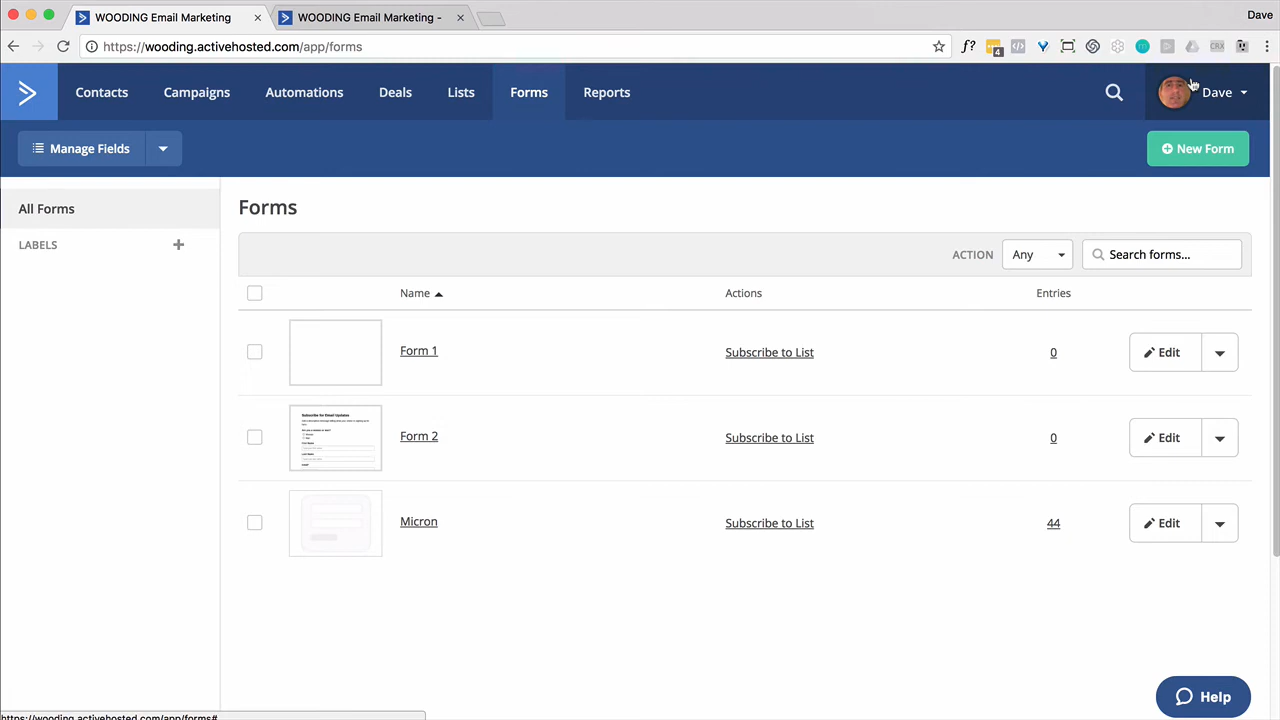 WOODING Email Marketing
WOODING Email Marketing -
Dave
https://wooding.activehosted.com/app/forms
f?
4
CRX
Contacts
Campaigns
Automations
Deals
Lists
Forms
Reports
Dave
Manage Fields
New Form
All Forms
LABELS
Forms
ACTION
Any
Search forms...
Name
Actions
Entries
Form 1
Subscribe to List
0
Edit
Subscribe for Email Updates
Form 2
Subscribe to List
0
Edit
Micron
Subscribe to List
44
Edit
Help
https://wooding.activehosted.com/app/forms#